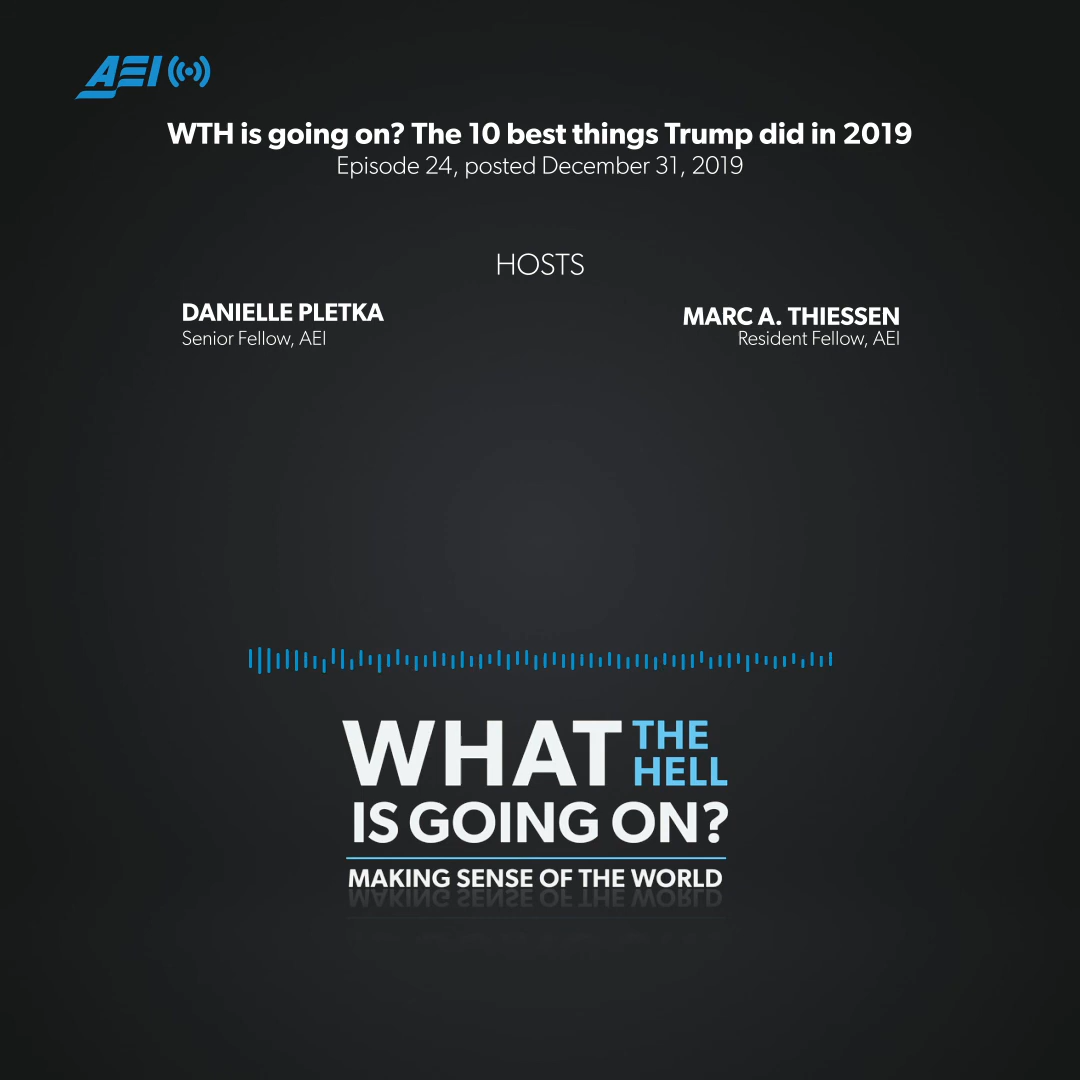 AEI
WTH is going on? The 10 best things Trump did in 2019
Episode 24, posted December 31, 2019
HOSTS
DANIELLE PLETKA
Senior Fellow, AEI
MARC A. THIESSEN
Resident Fellow, AEI
WHAT THE HELL
IS GOING ON?
MAKING SENSE OF THE WORLD